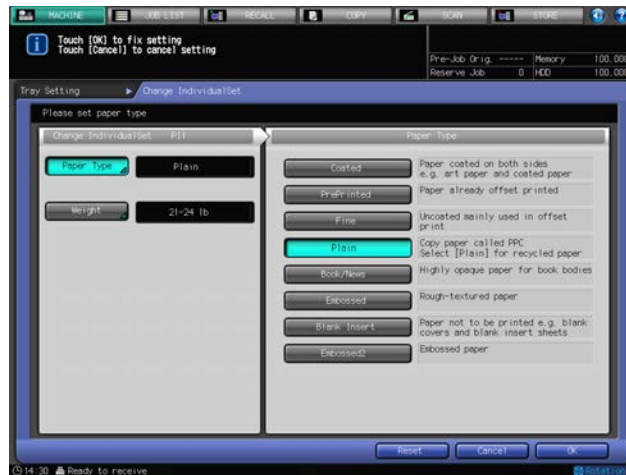 MACHINE JOB LIST RECALL COPY SCAN STORE
Touch [OK] to fix setting
Touch [Cancel] to cancel setting
Pre-Job Orig. ----- Memory 100.000
Reserve Job 0 HDD 100.000
Tray Setting Change IndividualSet
Please set paper type
Change IndividualSet PI1
Paper Type
Paper Type Plain
Weight 21-24 lb
Coated
Paper coated on both sides
e.g. art paper and coated paper
PrePrinted
Paper already offset printed
Fine
Uncoated mainly used in offset
print
Plain
Copy paper called PPC
Select [Plain] for recycled paper
Book/News
Highly opaque paper for book bodies
Embossed
Rough-textured paper
Blank Insert
Paper not to be printed e.g. blank
covers and blank insert sheets
Embossed2
Embossed paper
Reset Cancel OK
14:30 Ready to receive
Rotation